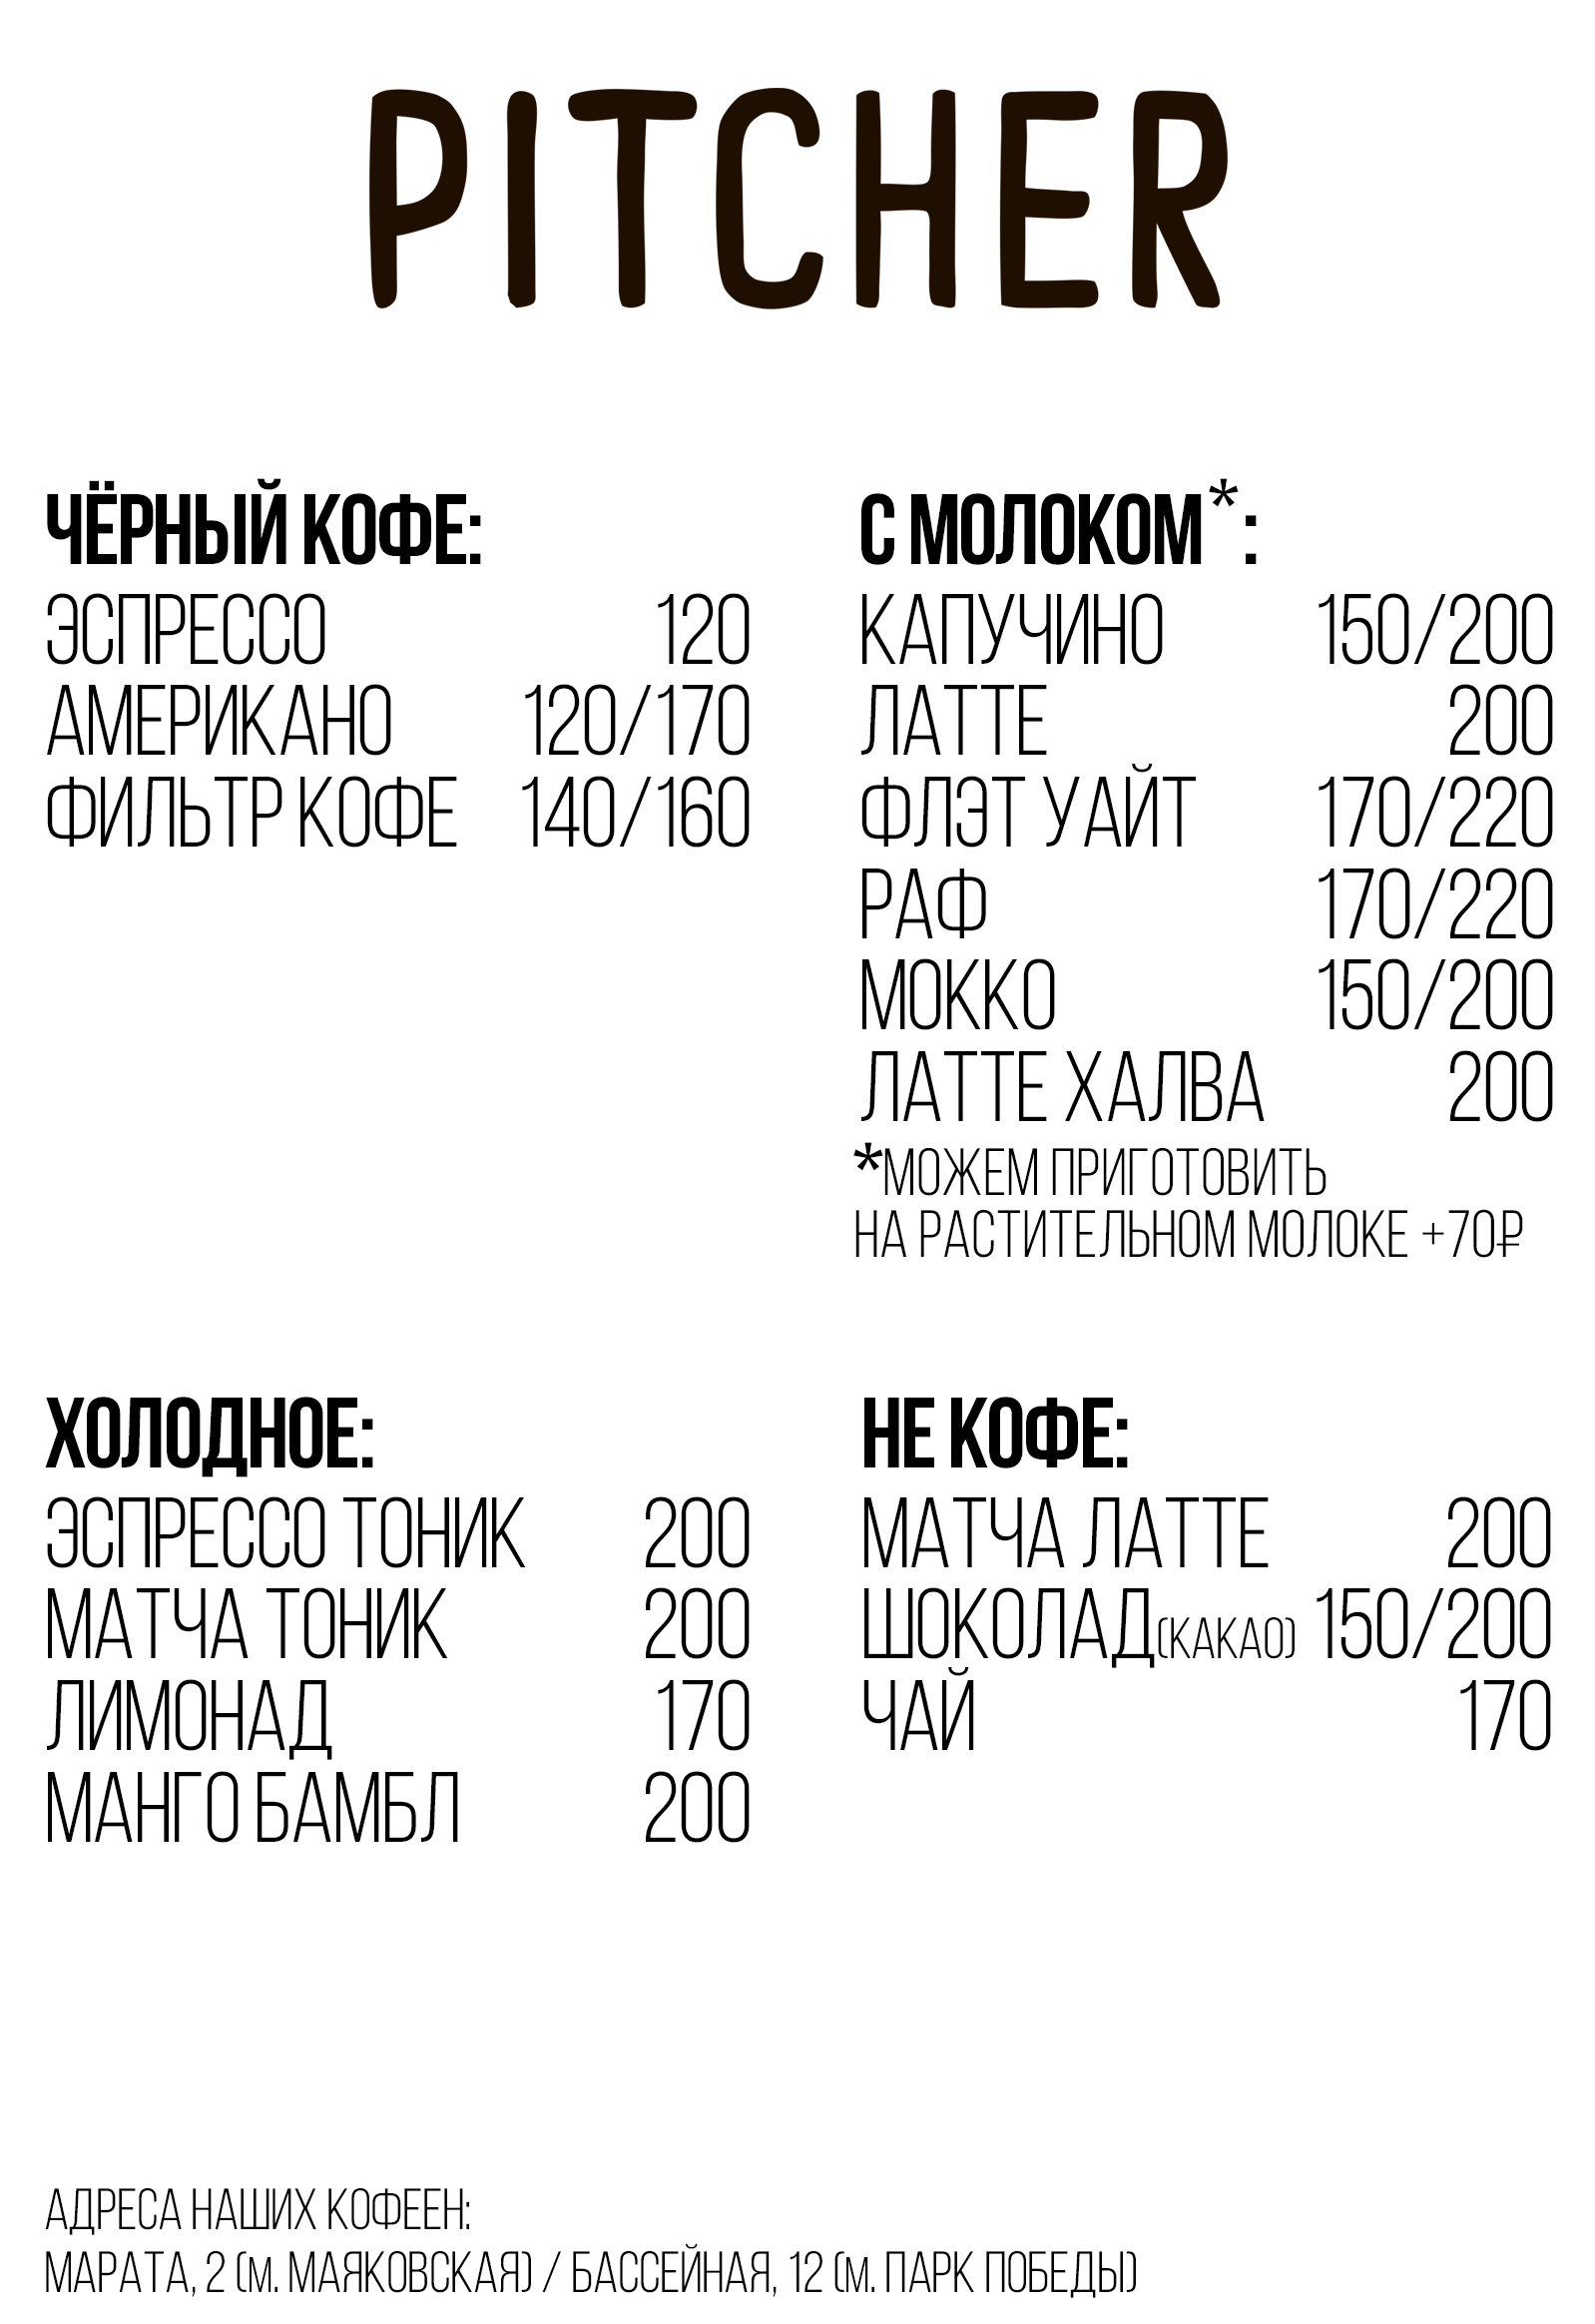 PITCHER
ЧЁРНЫЙ КОФЕ:
ЭСПРЕССО 120
АМЕРИКАНО 120/170
ФИЛЬТР КОФЕ 140/160
С МОЛОКОМ*:
КАПУЧИНО 150/200
ЛАТТЕ 200
ФЛЭТ УАЙТ 170/220
РАФ 170/220
МОККО 150/200
ЛАТТЕ ХАЛВА 200
*МОЖЕМ ПРИГОТОВИТЬ
НА РАСТИТЕЛЬНОМ МОЛОКЕ +70₽
ХОЛОДНОЕ:
ЭСПРЕССО ТОНИК 200
МАТЧА ТОНИК 200
ЛИМОНАД 170
МАНГО БАМБЛ 200
НЕ КОФЕ:
МАТЧА ЛАТТЕ 200
ШОКОЛАД(КАКАО) 150/200
ЧАЙ 170
АДРЕСА НАШИХ КОФЕЕН:
МАРАТА, 2 (м. МАЯКОВСКАЯ) / БАССЕЙНАЯ, 12 (м. ПАРК ПОБЕДЫ)